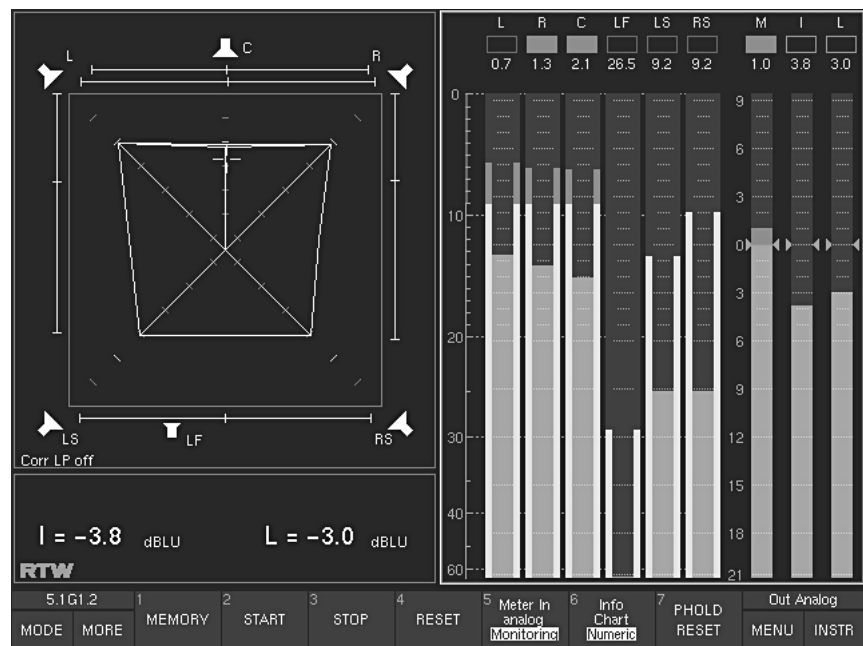 L C R
LS LF RS
Corr LP off
I = -3.8 dBLU L = -3.0 dBLU
RTW
L R C LF LS RS M I L
0.7 1.3 2.1 26.5 9.2 9.2 1.0 3.8 3.0
0 9
6
3
10 0
3
20 6
9
30 12
15
40 18
60 21
5.1G1.2
MODE MORE
1 MEMORY
2 START
3 STOP
4 RESET
5 Meter In
analog
Monitoring
6 Info
Chart
Numeric
7 PHOLD
RESET
Out Analog
MENU INSTR